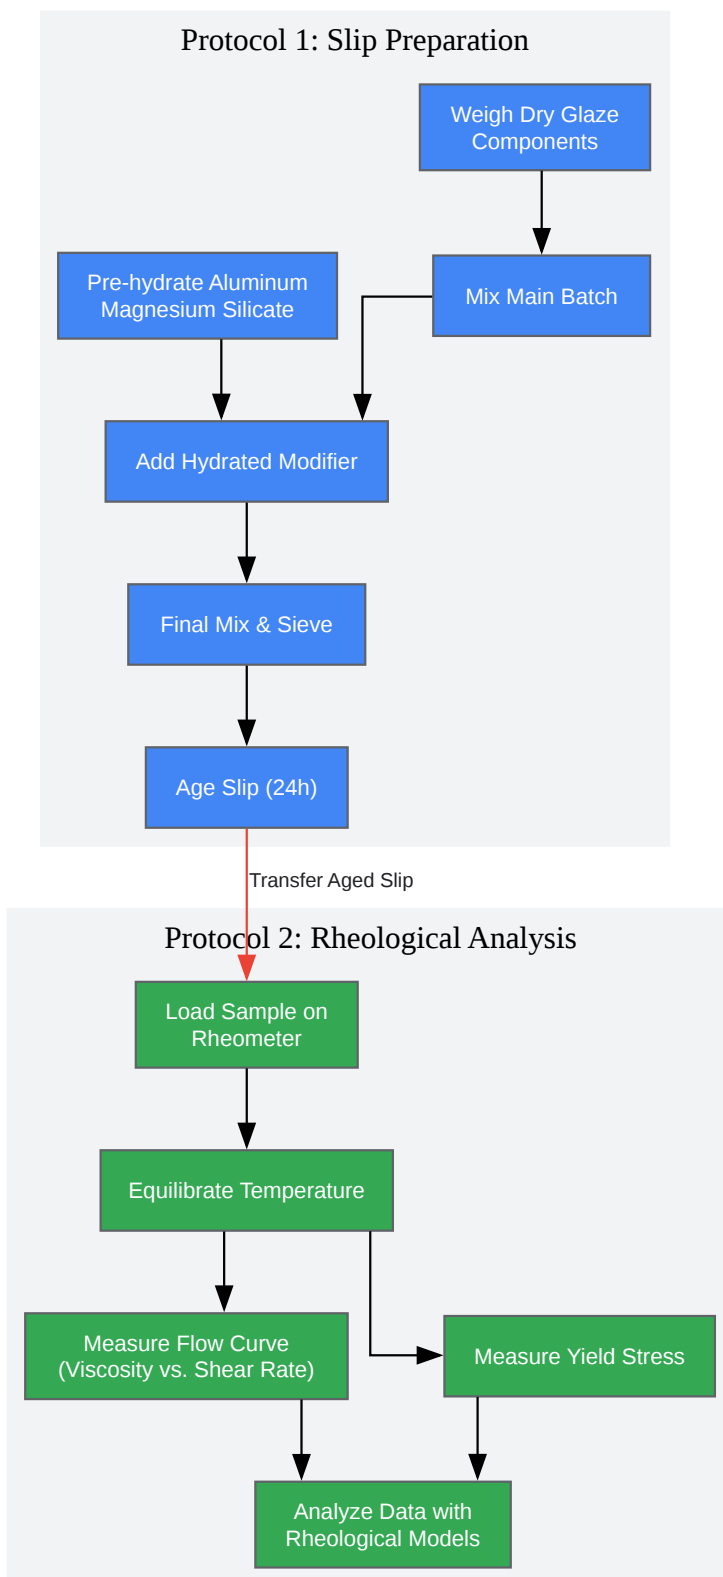 Protocol 1: Slip Preparation
Weigh Dry Glaze
Components
Pre-hydrate Aluminum
Magnesium Silicate
Mix Main Batch
Add Hydrated Modifier
Final Mix & Sieve
Age Slip (24h)
Transfer Aged Slip
Protocol 2: Rheological Analysis
Load Sample on
Rheometer
Equilibrate Temperature
Measure Flow Curve
(Viscosity vs. Shear Rate)
Measure Yield Stress
Analyze Data with
Rheological Models